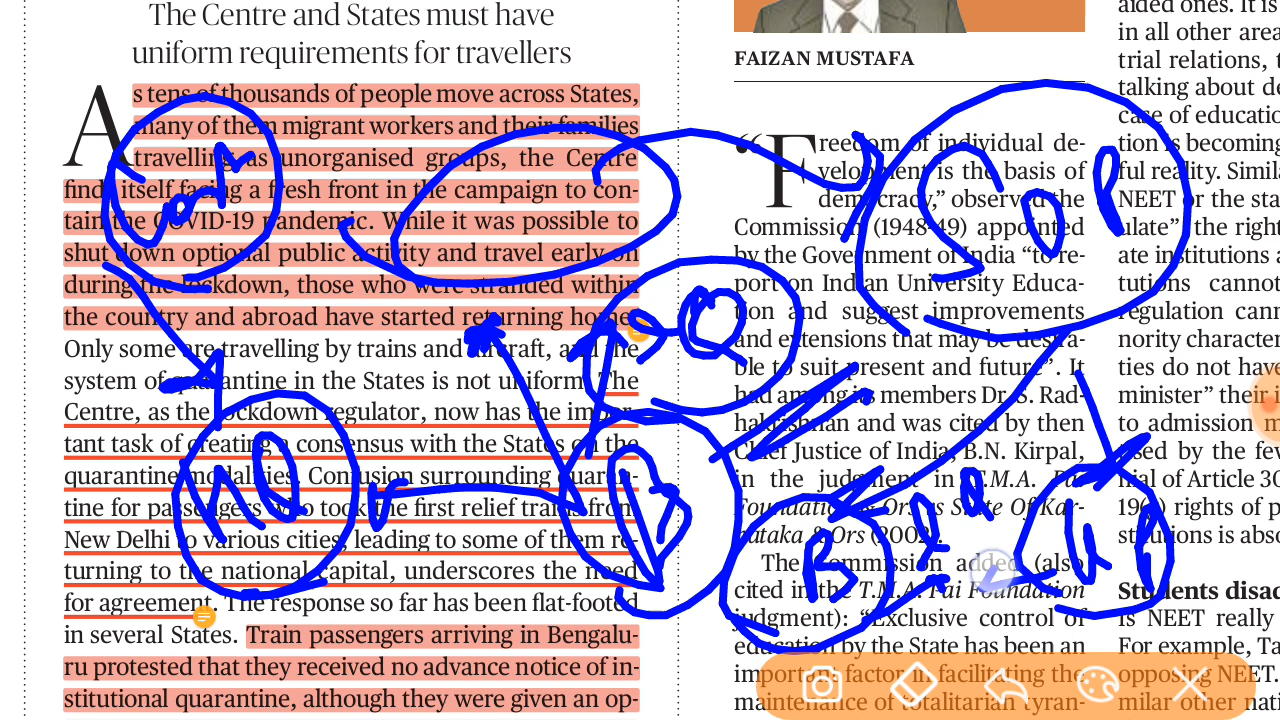 The Centre and States must have
uniform requirements for travellers
As tens of thousands of people move across States,
many of them migrant workers and their families
travelling as unorganised groups, the Centre
finds itself facing a fresh front in the campaign to con-
tain the COVID-19 pandemic. While it was possible to
shut down optional public activity and travel early on
during the lockdown, those who were stranded within
the country and abroad have started returning home.
Only some are travelling by trains and aircraft, and the
system of quarantine in the States is not uniform. The
Centre, as the lockdown regulator, now has the impor-
tant task of creating a consensus with the States on the
quarantine modalities. Confusion surrounding quaran-
tine for passengers who took the first relief trains from
New Delhi to various cities, leading to some of them re-
turning to the national capital, underscores the need
for agreement. The response so far has been flat-footed
in several States. Train passengers arriving in Bengalu-
ru protested that they received no advance notice of in-
stitutional quarantine, although they were given an op-
FAIZAN MUSTAFA
“Freedom of individual de-
velopment is the basis of
democracy,” observed the
Commission (1948-49) appointed
by the Government of India “to re-
port on Indian University Educa-
tion and suggest improvements
and extensions that may be desira-
ble to suit present and future”. It
had among its members Dr. S. Rad-
hakrishnan and was cited by then
Chief Justice of India, B.N. Kirpal,
in the judgment in T.M.A. Pai
Foundation & Ors. vs State Of Kar-
nataka & Ors (2002).
The Commission added (also
cited in the T.M.A. Pai Foundation
judgment): “Exclusive control of
education by the State has been an
important factor in facilitating the
maintenance of totalitarian tyran-
aided ones. It is
in all other area
trial relations, t
talking about de
case of educatio
tion is becoming
ful reality. Simila
NEET or the sta
ulate” the right
ate institutions a
tutions cannot
regulation cann
nority character
ties do not have
minister” their i
to admission m
used by the few
trial of Article 30
19(g) rights of p
stitutions is abso
Students disad
Is NEET really
For example, Ta
opposing NEET.
milar other nati